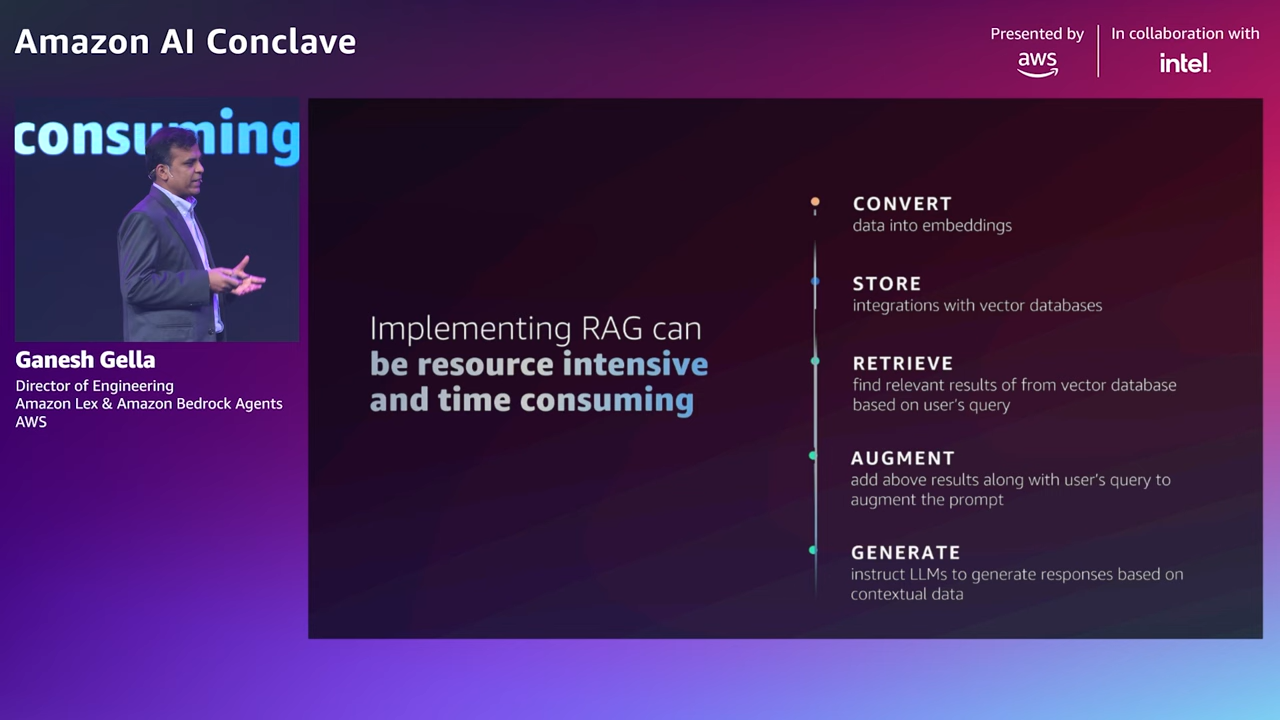 Amazon AI Conclave
Presented by
aws
In collaboration with
intel.
consuming
Ganesh Gella
Director of Engineering
Amazon Lex & Amazon Bedrock Agents
AWS
Implementing RAG can
be resource intensive
and time consuming
CONVERT
data into embeddings
STORE
integrations with vector databases
RETRIEVE
find relevant results of from vector database
based on user's query
AUGMENT
add above results along with user's query to
augment the prompt
GENERATE
instruct LLMs to generate responses based on
contextual data